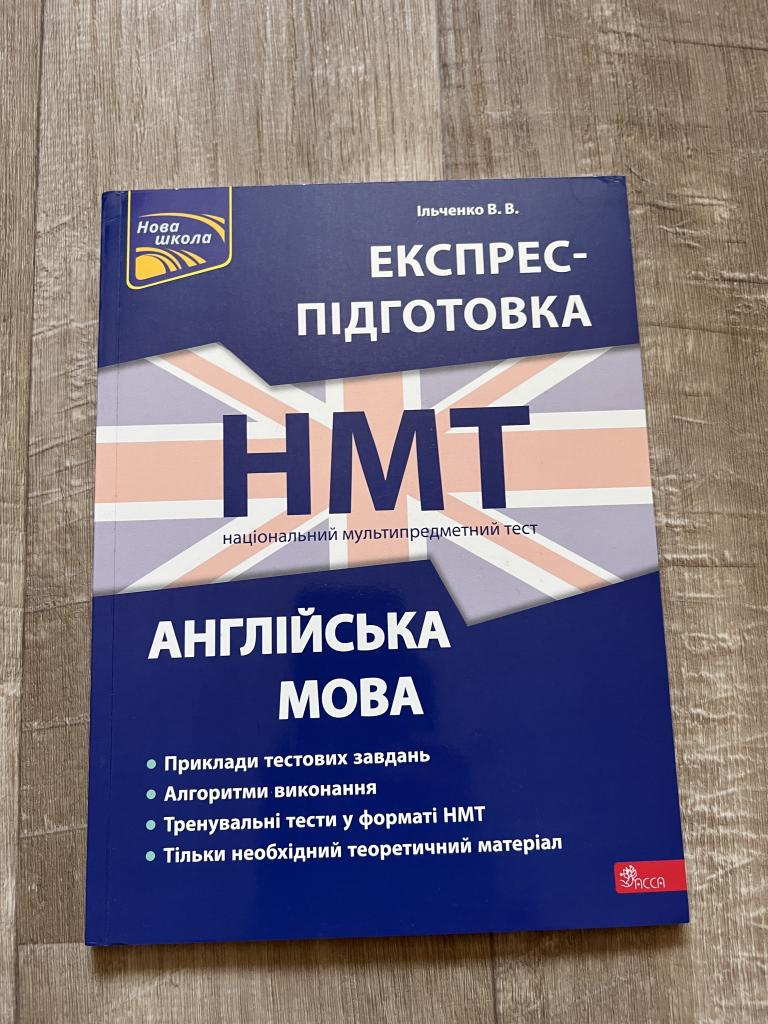 Нова
школа
Ільченко В. В.
ЕКСПРЕС-
ПІДГОТОВКА
НМТ
національний мультипредметний тест
АНГЛІЙСЬКА
МОВА
• Приклади тестових завдань
• Алгоритми виконання
• Тренувальні тести у форматі НМТ
• Тільки необхідний теоретичний матеріал
АССА